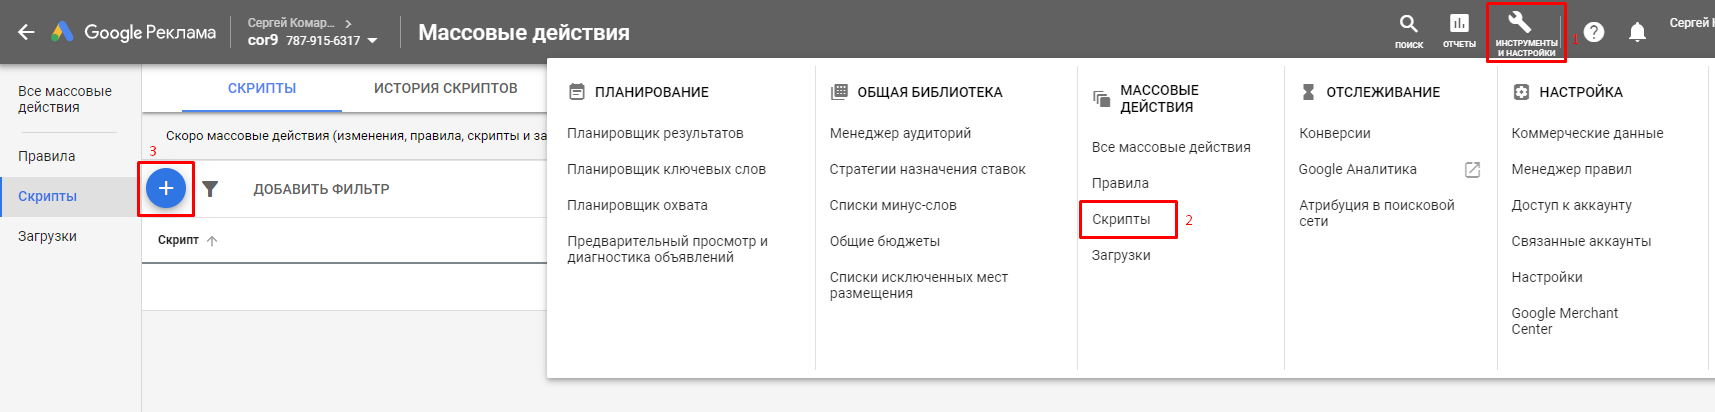 Google Реклама
Сергей Комар...
cor9 787-915-6317
Массовые действия
ПОИСК
ОТЧЕТЫ
ИНСТРУМЕНТЫ
И НАСТРОЙКИ
1
?
Сергей К
Все массовые
действия
Правила
Скрипты
Загрузки
СКРИПТЫ
ИСТОРИЯ СКРИПТОВ
Скоро массовые действия (изменения, правила, скрипты и за
3
+
ДОБАВИТЬ ФИЛЬТР
Скрипт
ПЛАНИРОВАНИЕ
Планировщик результатов
Планировщик ключевых слов
Планировщик охвата
Предварительный просмотр и
диагностика объявлений
ОБЩАЯ БИБЛИОТЕКА
Менеджер аудиторий
Стратегии назначения ставок
Списки минус-слов
Общие бюджеты
Списки исключенных мест
размещения
МАССОВЫЕ
ДЕЙСТВИЯ
Все массовые действия
Правила
Скрипты
2
Загрузки
ОТСЛЕЖИВАНИЕ
Конверсии
Google Аналитика
Атрибуция в поисковой
сети
НАСТРОЙКА
Коммерческие данные
Менеджер правил
Доступ к аккаунту
Связанные аккаунты
Настройки
Google Merchant
Center